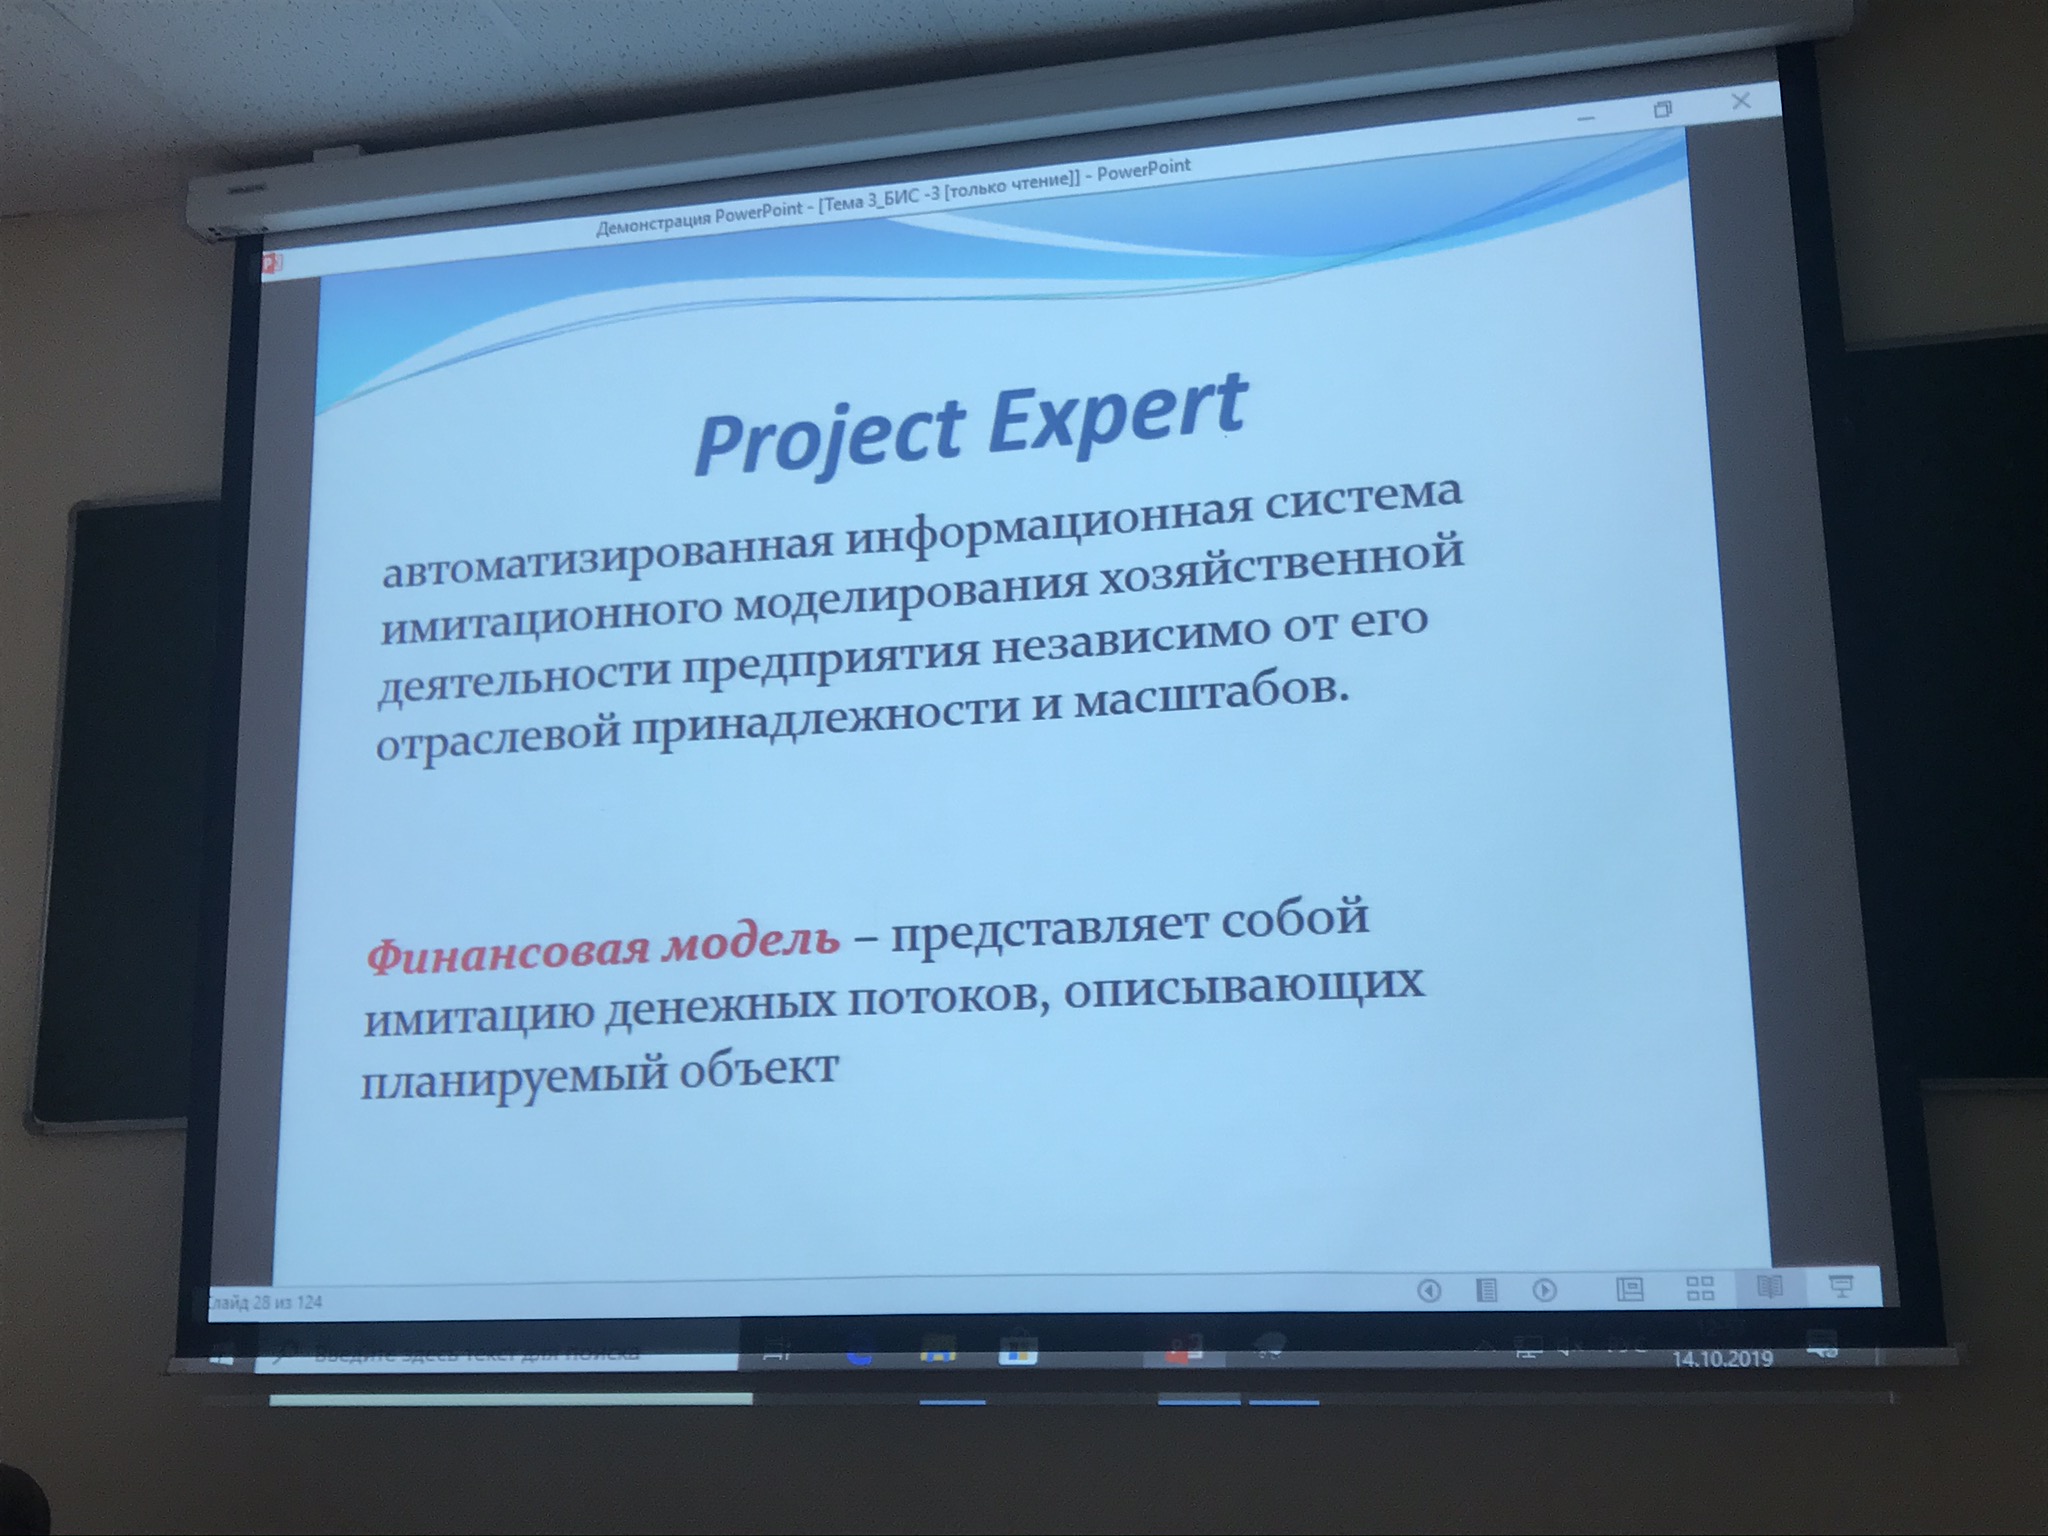 Демонстрация PowerPoint - [Тема 3_БИС -3 [только чтение]] - PowerPoint
Project Expert
автоматизированная информационная система
имитационного моделирования хозяйственной
деятельности предприятия независимо от его
отраслевой принадлежности и масштабов.
Финансовая модель – представляет собой
имитацию денежных потоков, описывающих
планируемый объект
лайд 28 из 124
Введите здесь текст для поиска
РУС
14.10.2019